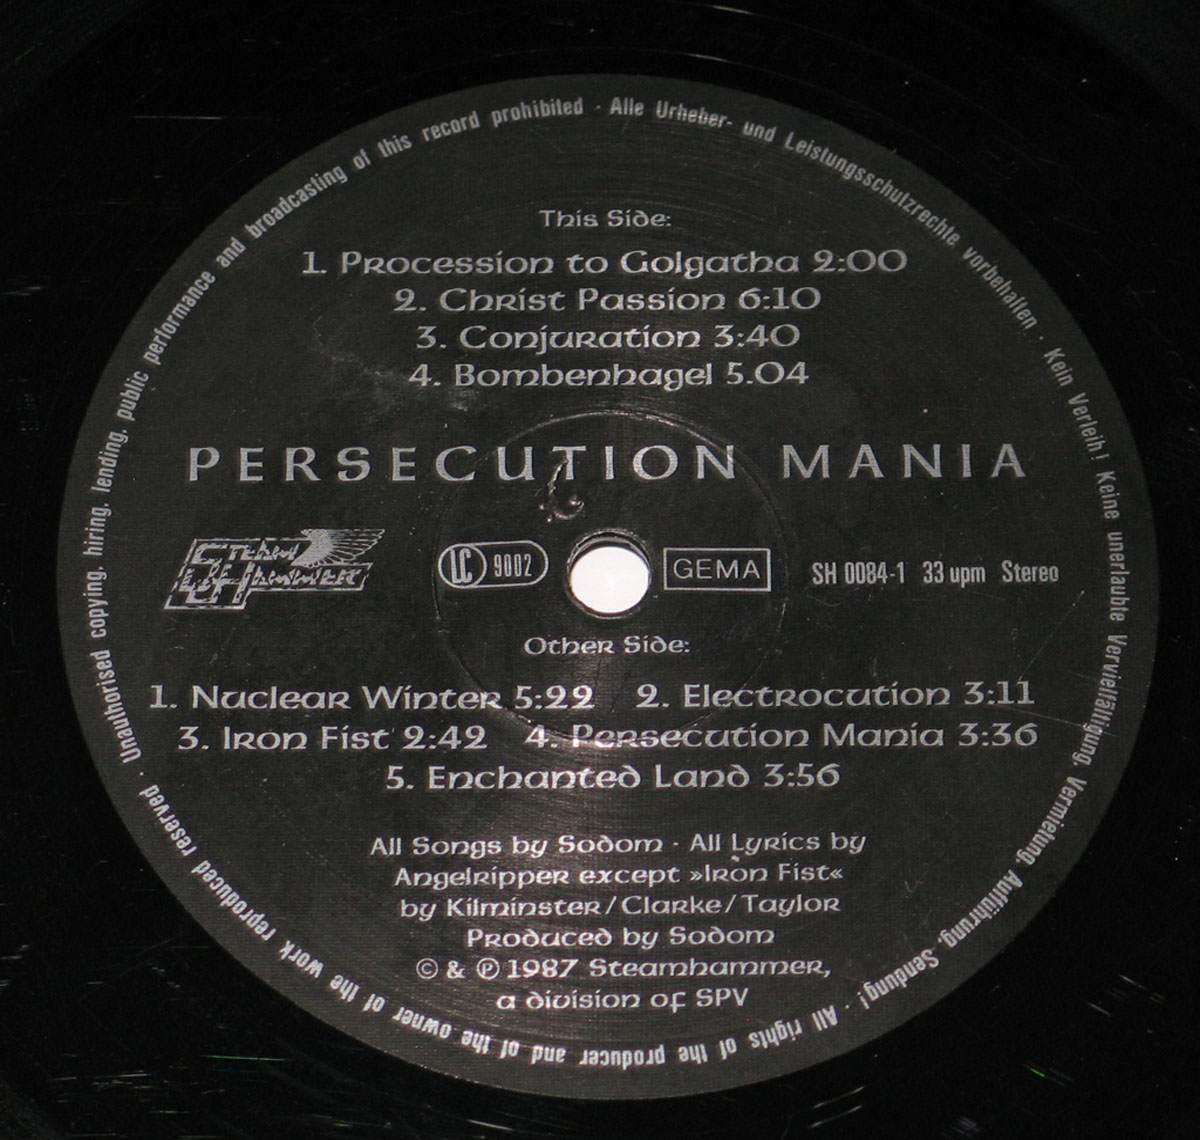 This Side:
1. Procession to Golgatha 2:00
2. Christ Passion 6:10
3. Conjuration 3:40
4. Bombenhagel 5.04
PERSECUTION MANIA
STEAM
HAMMER
LC 9002
GEMA
SH 0084-1 33 upm Stereo
Other Side:
1. Nuclear Winter 5:22 2. Electrocution 3:11
3. Iron Fist 2:42 4. Persecution Mania 3:36
5. Enchanted Land 3:56
All Songs by Sodom · All Lyrics by
Angelripper except »Iron Fist«
by Kilminster/Clarke/Taylor
Produced by Sodom
© & ℗ 1987 Steamhammer,
a division of SPV
Unauthorised copying, hiring, lending, public performance and broadcasting of this record prohibited · Alle Urheber- und Leistungsschutzrechte vorbehalten · Kein Verleih! Keine unerlaubte Vervielfältigung, Vermietung, Aufführung, Sendung! · All rights of the producer and of the owner of the work reproduced reserved ·